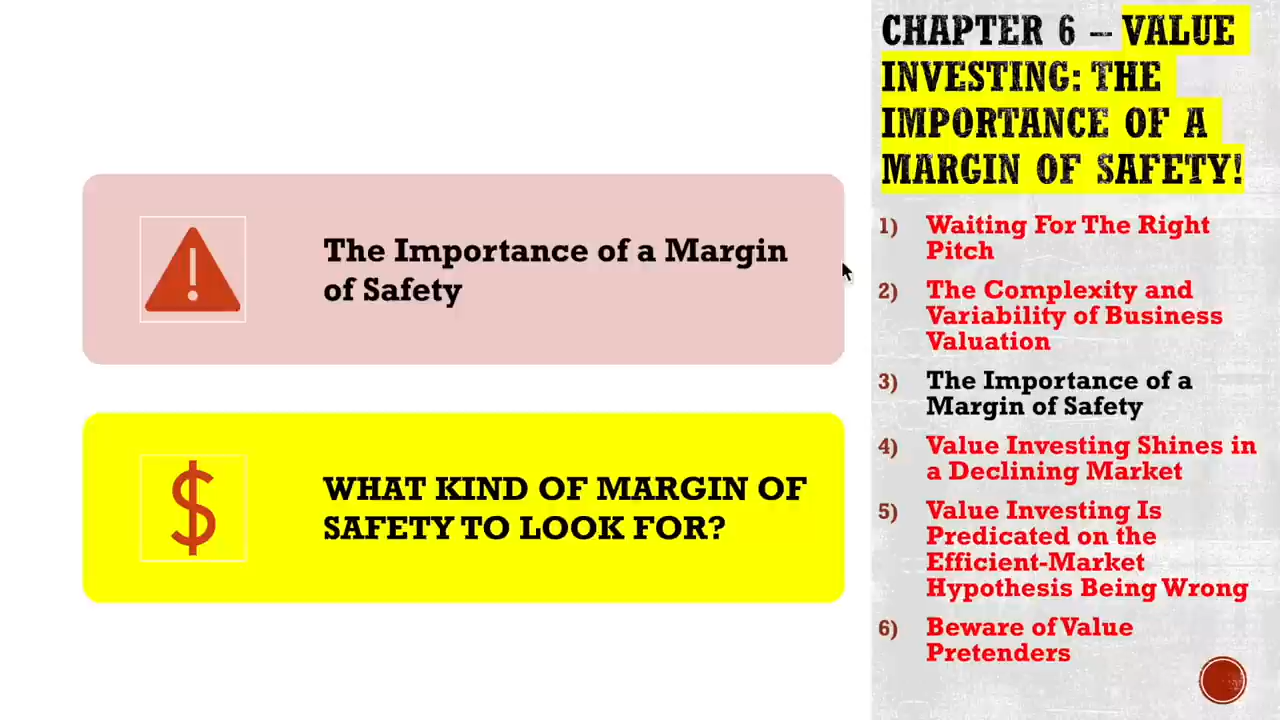 The Importance of a Margin
of Safety
$
WHAT KIND OF MARGIN OF
SAFETY TO LOOK FOR?
CHAPTER 6 – VALUE
INVESTING: THE
IMPORTANCE OF A
MARGIN OF SAFETY!
1) Waiting For The Right
Pitch
2) The Complexity and
Variability of Business
Valuation
3) The Importance of a
Margin of Safety
4) Value Investing Shines in
a Declining Market
5) Value Investing Is
Predicated on the
Efficient-Market
Hypothesis Being Wrong
6) Beware of Value
Pretenders